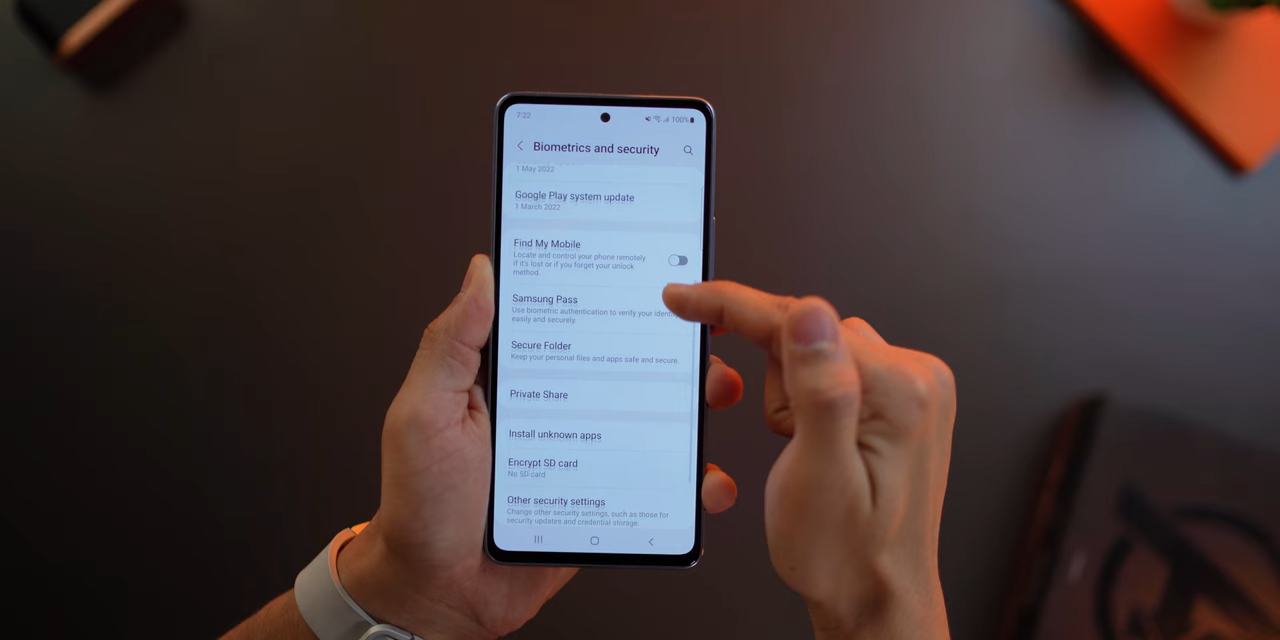 7:22
100%
Biometrics and security
1 May 2022
Google Play system update
1 March 2022
Find My Mobile
Locate and control your phone remotely
if it's lost or if you forget your unlock
method.
Samsung Pass
Use biometric authentication to verify your
easily and securely.
Secure Folder
Keep your personal files and apps safe and secure.
Private Share
Install unknown apps
Encrypt SD card
No SD card
Other security settings
Change other security settings, such as those for
security updates and credential storage.